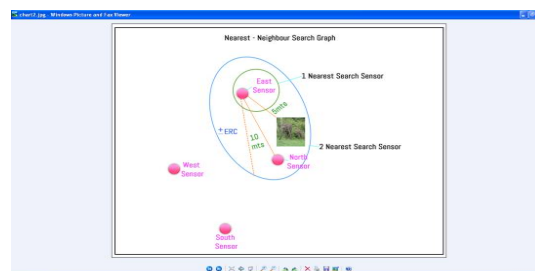 chart2.jpg - Windows Picture and Fax Viewer
Nearest - Neighbour Search Graph
1 Nearest Search Sensor
East
Sensor
5mts
+ ERC
10
mts
2 Nearest Search Sensor
North
Sensor
West
Sensor
South
Sensor